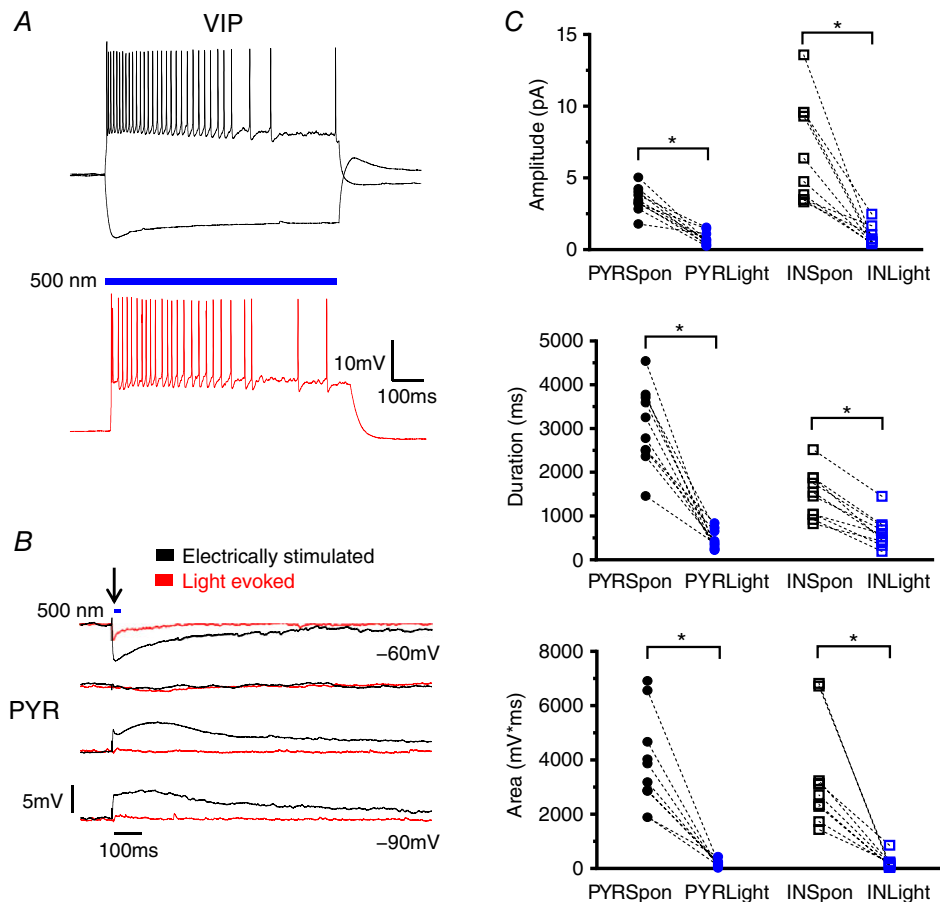 A
VIP
500 nm
10mV
100ms
B
Electrically stimulated
Light evoked
500 nm
−60mV
PYR
5mV
−90mV
100ms
C
15
10
5
0
Amplitude (pA)
*
*
PYRSpon PYRLight INSpon INLight
5000
4000
3000
2000
1000
0
Duration (ms)
*
*
PYRSpon PYRLight INSpon INLight
8000
6000
4000
2000
0
Area (mV*ms)
*
*
PYRSpon PYRLight INSpon INLight